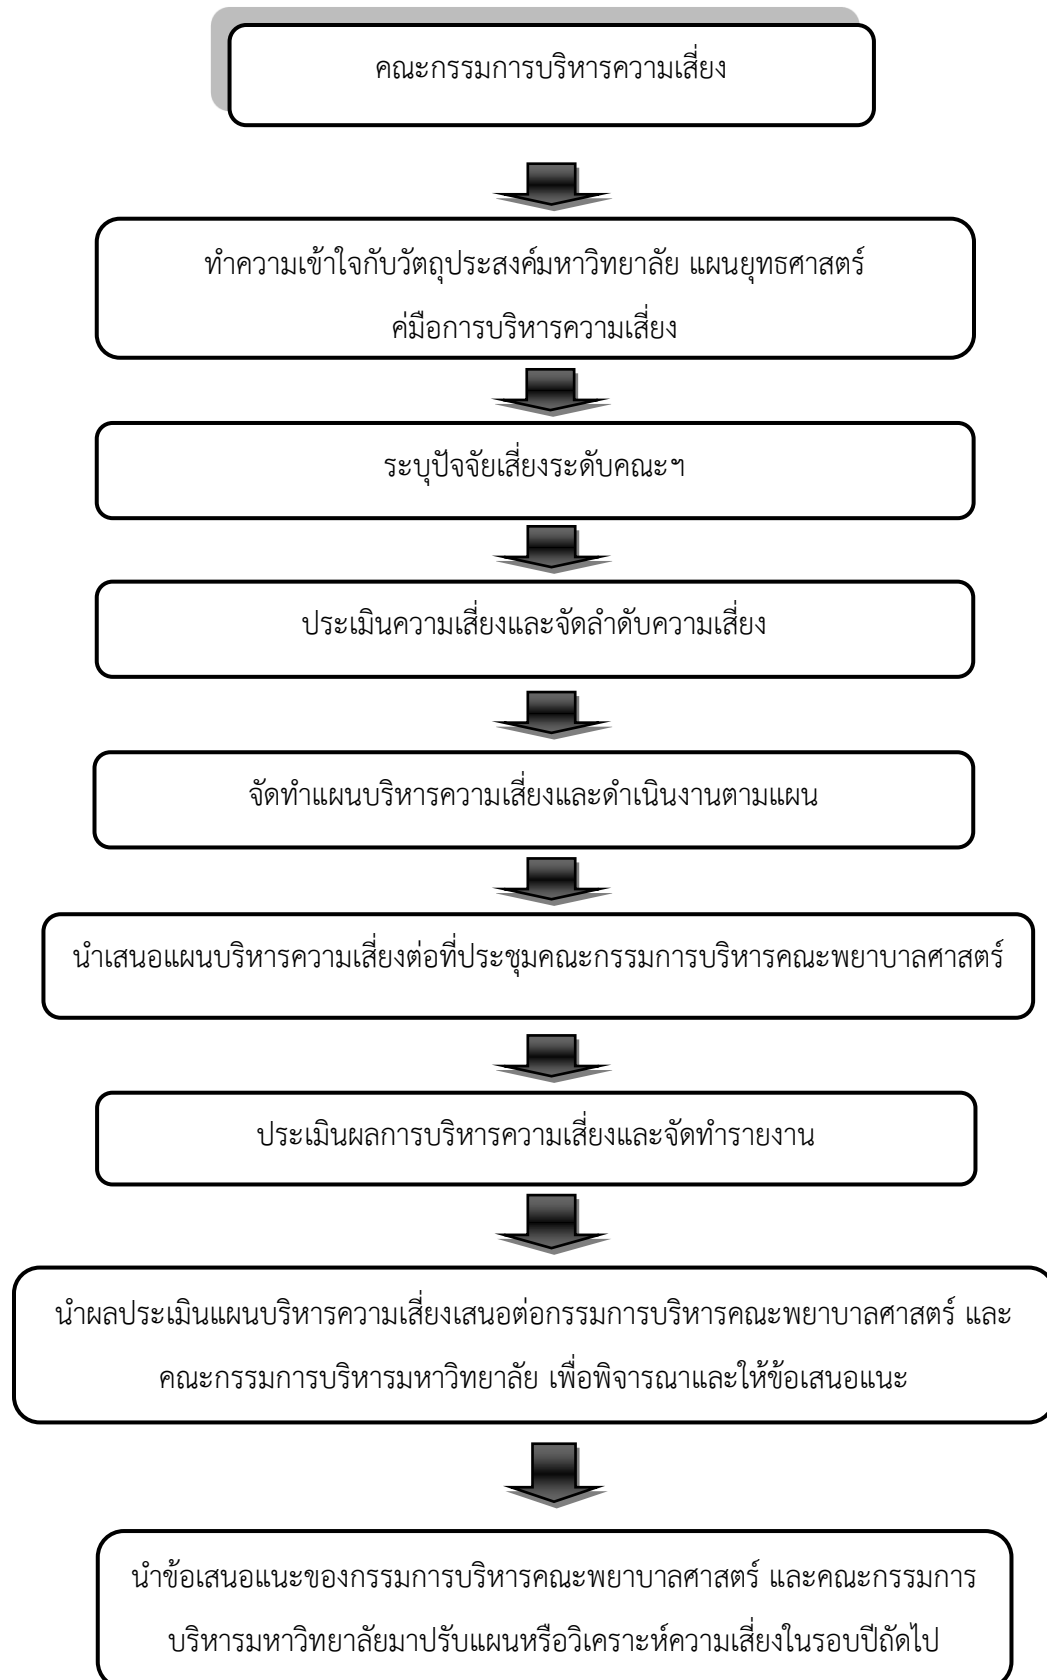 คณะกรรมการบริหารความเสี่ยง
ทำความเข้าใจกับวัตถุประสงค์มหาวิทยาลัย แผนยุทธศาสตร์
คู่มือการบริหารความเสี่ยง
ระบุปัจจัยเสี่ยงระดับคณะฯ
ประเมินความเสี่ยงและจัดลำดับความเสี่ยง
จัดทำแผนบริหารความเสี่ยงและดำเนินงานตามแผน
นำเสนอแผนบริหารความเสี่ยงต่อที่ประชุมคณะกรรมการบริหารคณะพยาบาลศาสตร์
ประเมินผลการบริหารความเสี่ยงและจัดทำรายงาน
นำผลประเมินแผนบริหารความเสี่ยงเสนอต่อกรรมการบริหารคณะพยาบาลศาสตร์ และ
คณะกรรมการบริหารมหาวิทยาลัย เพื่อพิจารณาและให้ข้อเสนอแนะ
นำข้อเสนอแนะของกรรมการบริหารคณะพยาบาลศาสตร์ และคณะกรรมการ
บริหารมหาวิทยาลัยมาปรับแผนหรือวิเคราะห์ความเสี่ยงในรอบปีถัดไป